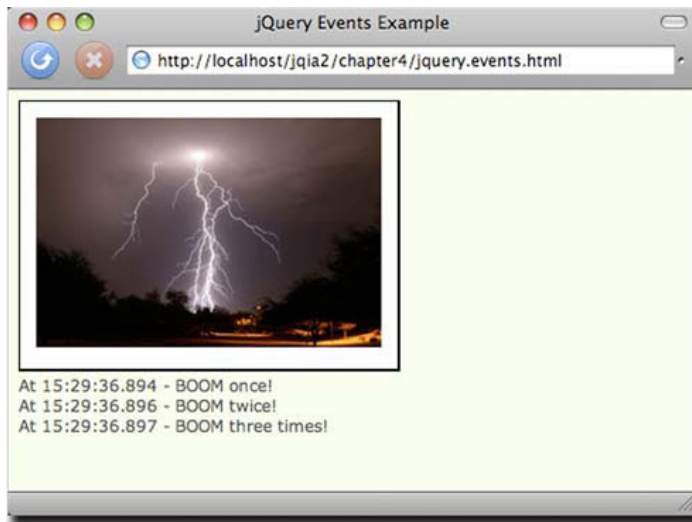 jQuery Events Example
http://localhost/jqia2/chapter4/jquery.events.html
At 15:29:36.894 - BOOM once!
At 15:29:36.896 - BOOM twice!
At 15:29:36.897 - BOOM three times!